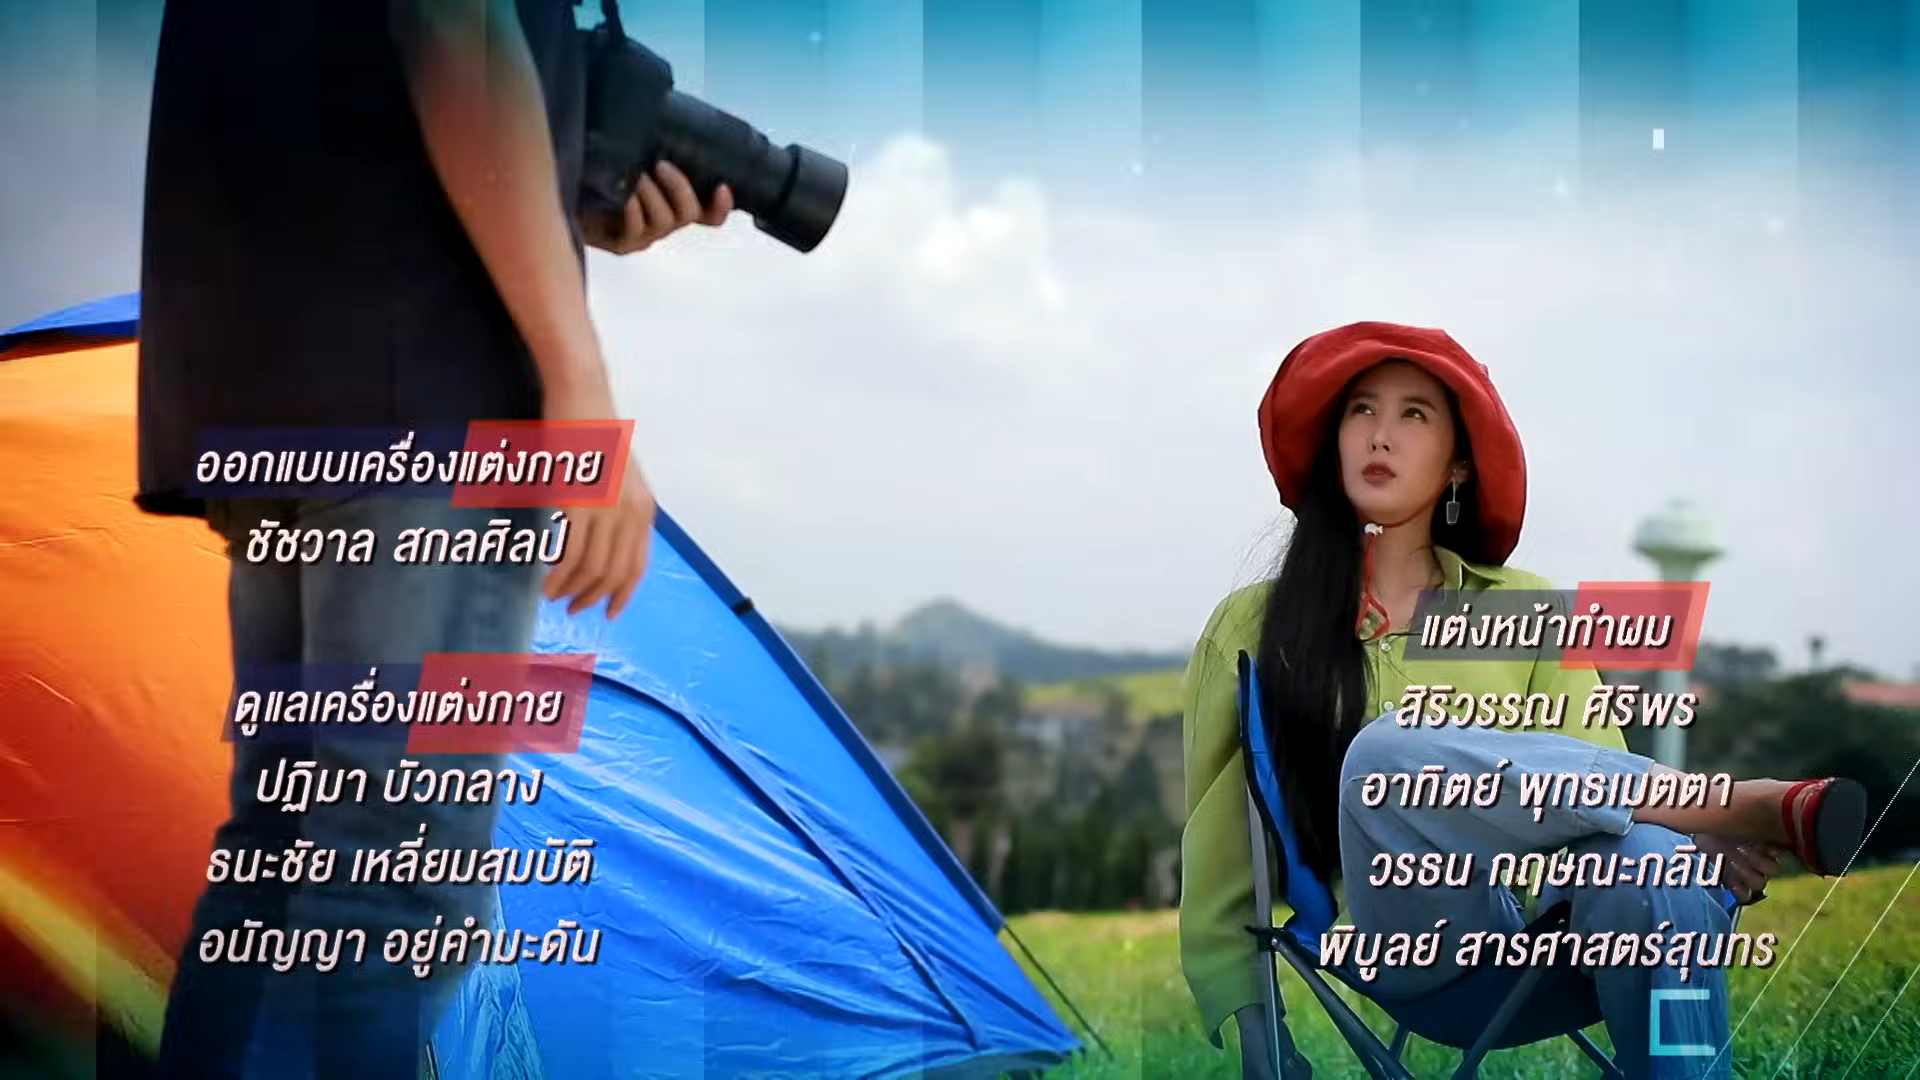 ออกแบบเครื่องแต่งกาย
ชัชวาล สกลศิลป์
ดูแลเครื่องแต่งกาย
ปฏิมา บัวกลาง
ธนะชัย เหลี่ยมสมบัติ
อนัญญา อยู่คำมะดัน
แต่งหน้าทำผม
สิริวรรณ ศิริพร
อาทิตย์ พุทธเมตตา
วรธน กฤษณะกลิน
พิบูลย์ สารศาสตร์สุนทร